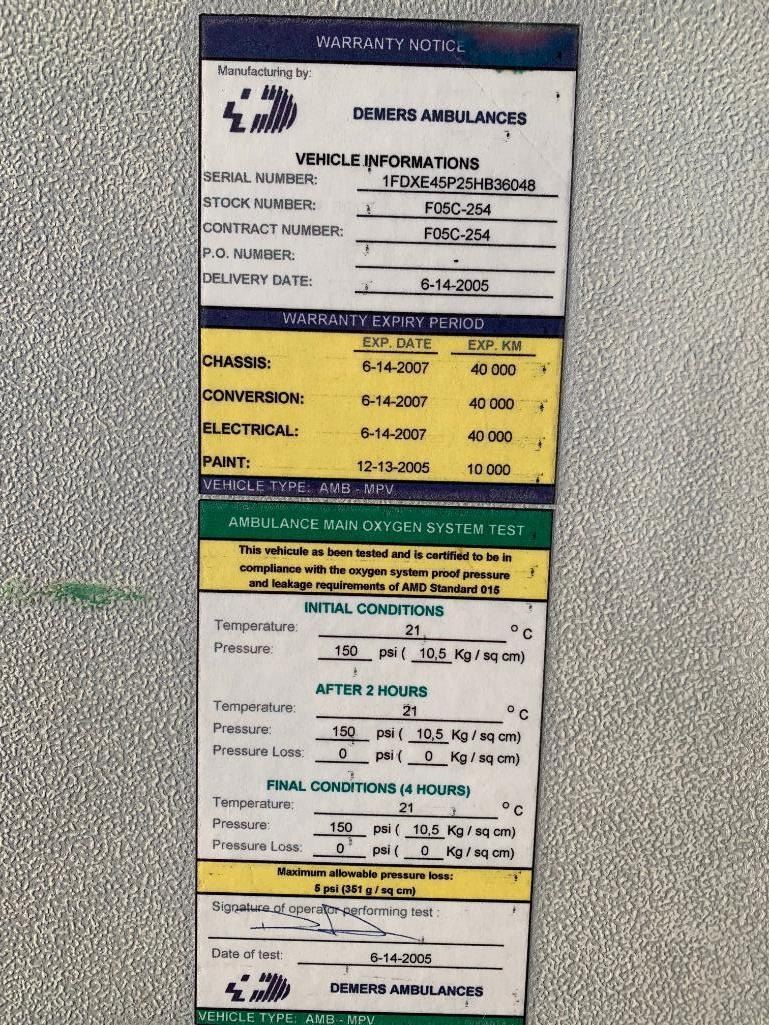 WARRANTY NOTICE
Manufacturing by:
DEMERS AMBULANCES
VEHICLE INFORMATIONS
SERIAL NUMBER: 1FDXE45P25HB36048
STOCK NUMBER: F05C-254
CONTRACT NUMBER: F05C-254
P.O. NUMBER: -
DELIVERY DATE: 6-14-2005
WARRANTY EXPIRY PERIOD
EXP. DATE EXP. KM
CHASSIS: 6-14-2007 40 000
CONVERSION: 6-14-2007 40 000
ELECTRICAL: 6-14-2007 40 000
PAINT: 12-13-2005 10 000
VEHICLE TYPE: AMB - MPV
AMBULANCE MAIN OXYGEN SYSTEM TEST
This vehicule as been tested and is certified to be in
compliance with the oxygen system proof pressure
and leakage requirements of AMD Standard 015
INITIAL CONDITIONS
Temperature: 21 °C
Pressure: 150 psi ( 10,5 Kg / sq cm)
AFTER 2 HOURS
Temperature: 21 °C
Pressure: 150 psi ( 10,5 Kg / sq cm)
Pressure Loss: 0 psi ( 0 Kg / sq cm)
FINAL CONDITIONS (4 HOURS)
Temperature: 21 °C
Pressure: 150 psi ( 10,5 Kg / sq cm)
Pressure Loss: 0 psi ( 0 Kg / sq cm)
Maximum allowable pressure loss:
5 psi (351 g / sq cm)
Signature of operator performing test :
Date of test: 6-14-2005
DEMERS AMBULANCES
VEHICLE TYPE: AMB - MPV